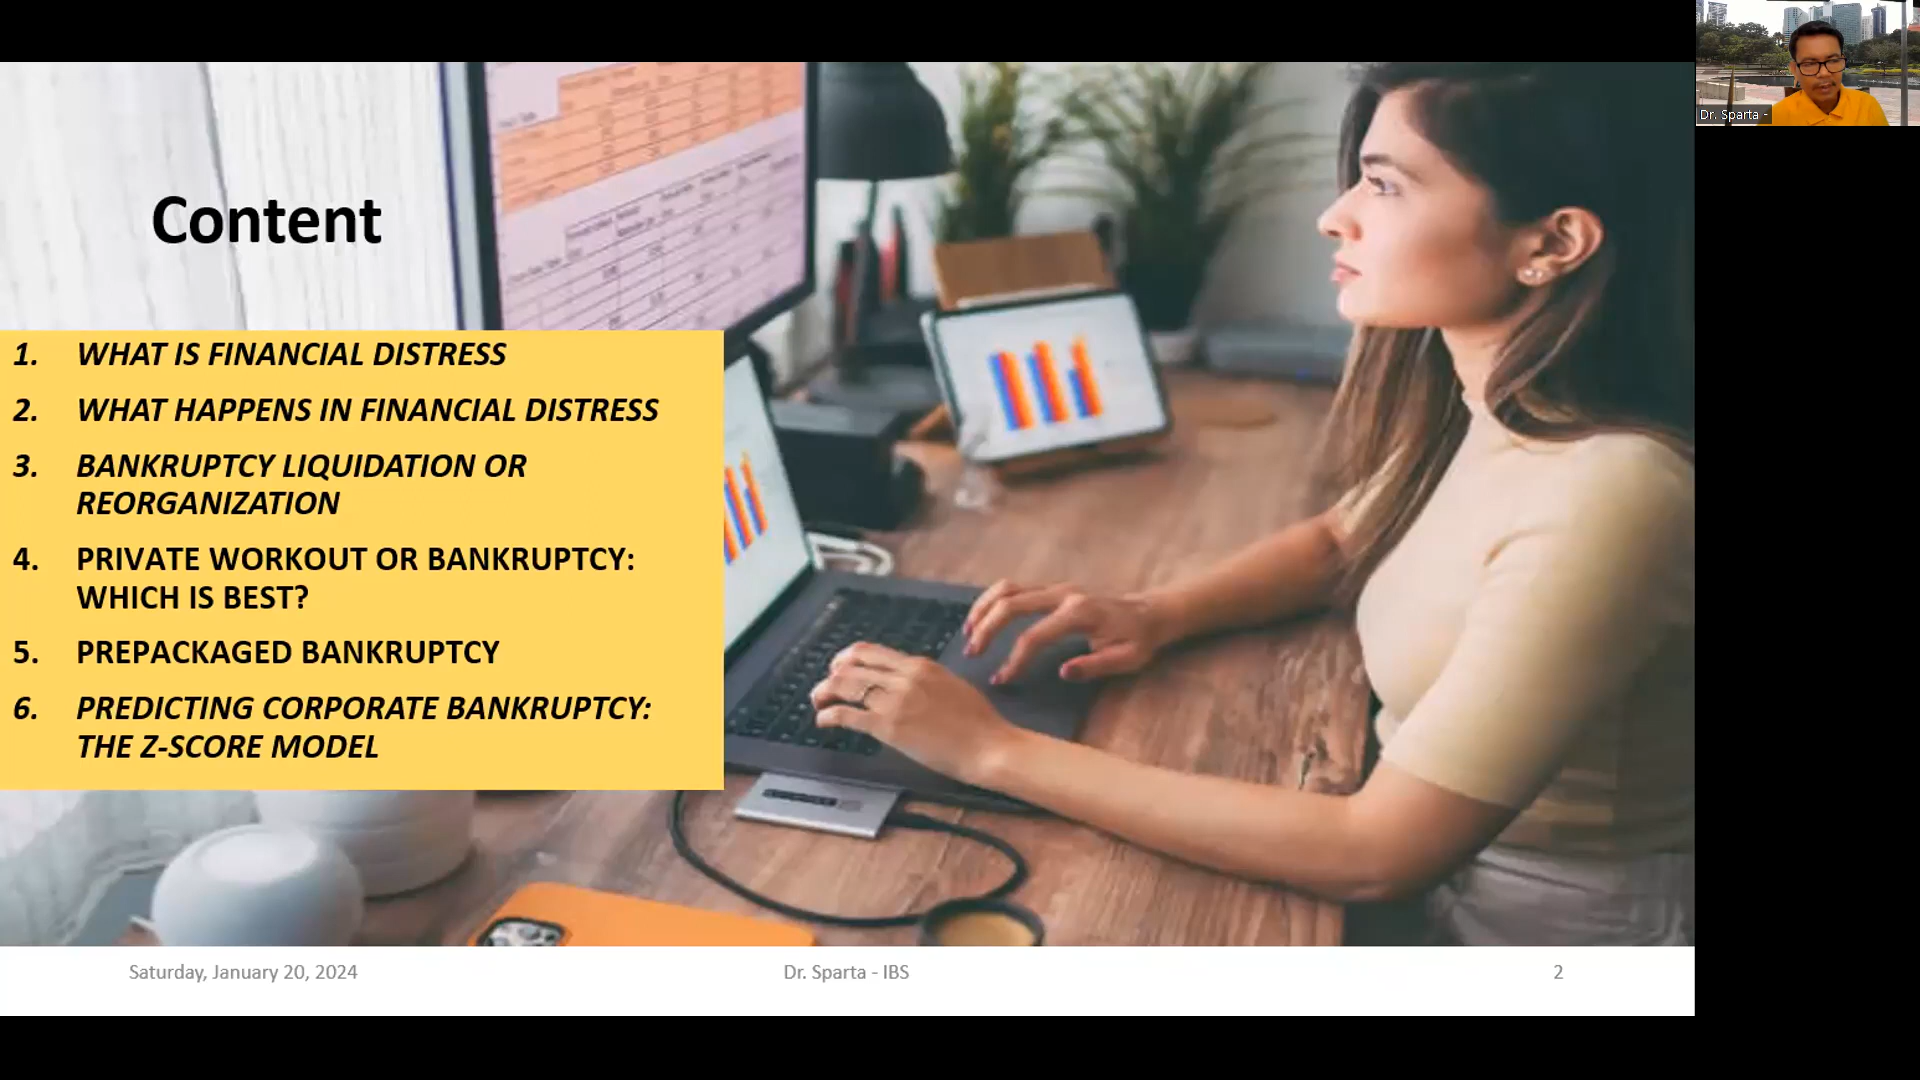 Dr. Sparta -
Content
1. WHAT IS FINANCIAL DISTRESS
2. WHAT HAPPENS IN FINANCIAL DISTRESS
3. BANKRUPTCY LIQUIDATION OR
REORGANIZATION
4. PRIVATE WORKOUT OR BANKRUPTCY:
WHICH IS BEST?
5. PREPACKAGED BANKRUPTCY
6. PREDICTING CORPORATE BANKRUPTCY:
THE Z-SCORE MODEL
Saturday, January 20, 2024
Dr. Sparta - IBS
2